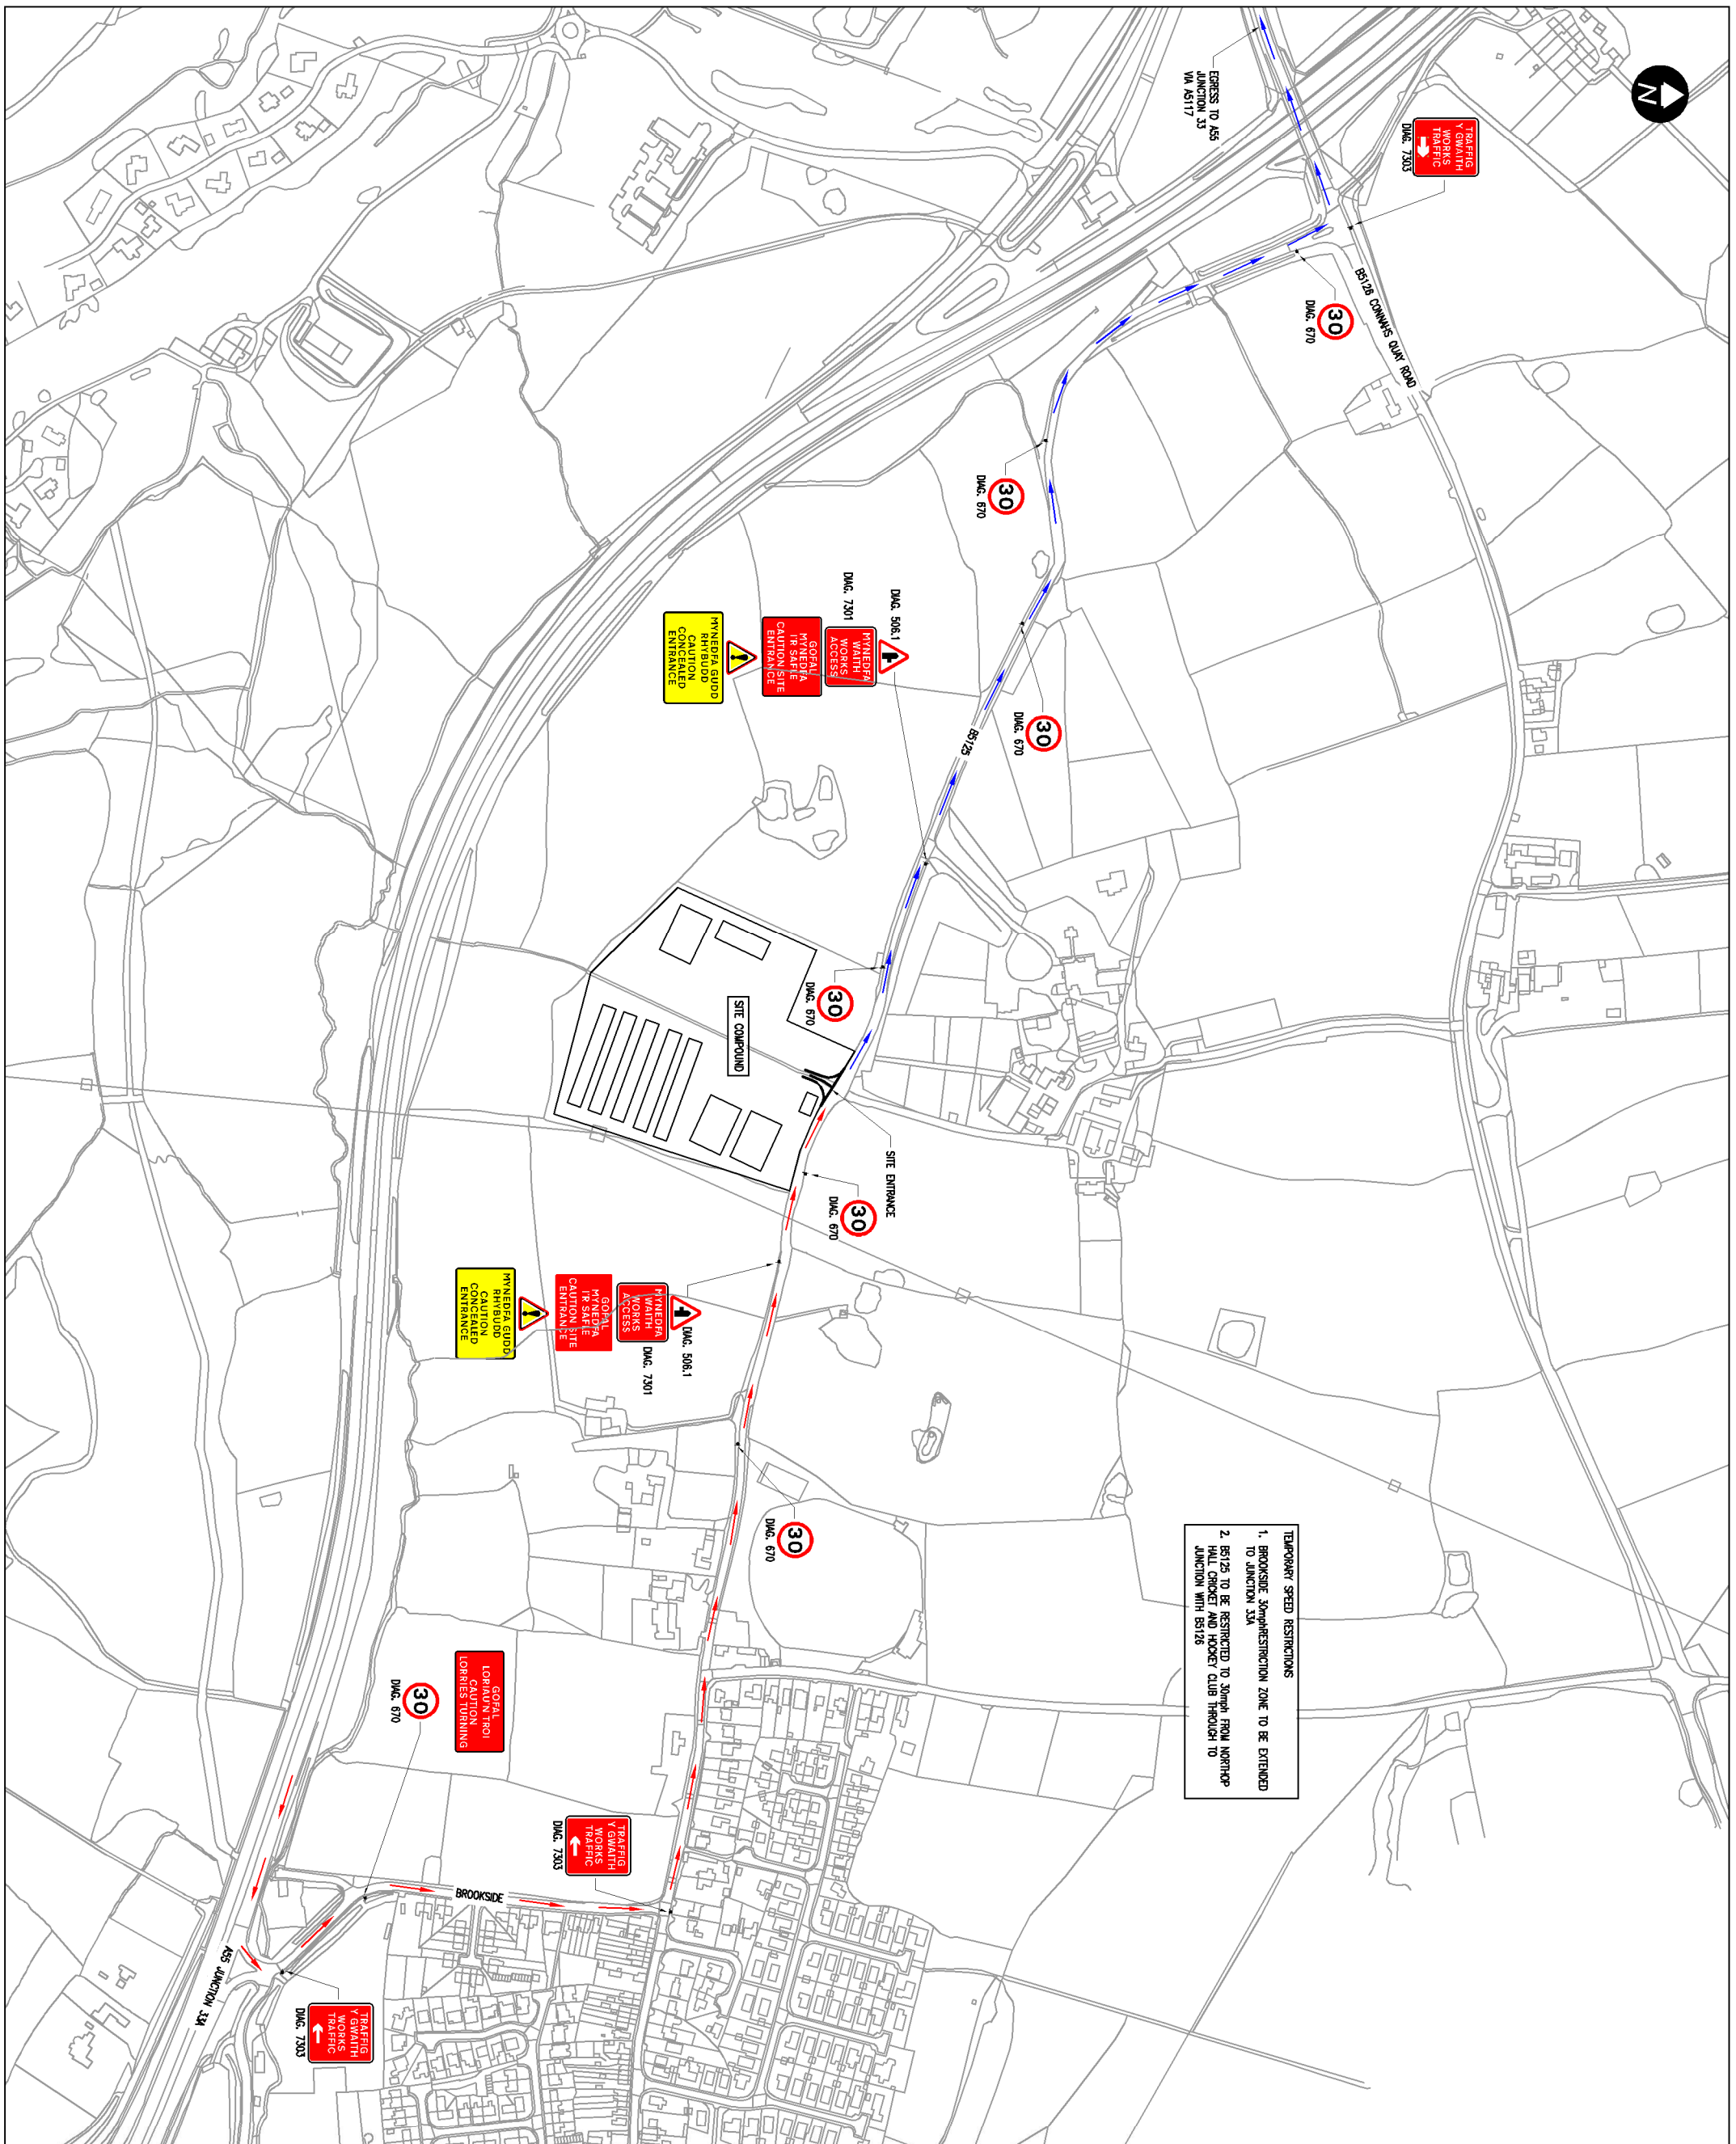 N
TRAFFIG
Y GWAITH
WORKS
TRAFFIC
DIAG. 7303
EGRESS TO A55
JUNCTION 33
VIA A5117
B5126 CONNAHS QUAY ROAD
30
DIAG. 670
TEMPORARY SPEED RESTRICTIONS
1. BROOKSIDE 30mphRESTRICTION ZONE TO BE EXTENDED
TO JUNCTION 33A
2. B5125 TO BE RESTRICTED TO 30mph FROM NORTHOP
HALL CRICKET AND HOCKEY CLUB THROUGH TO
JUNCTION WITH B5126
30
DIAG. 670
30
DIAG. 670
B5125
DIAG. 506.1
DIAG. 7301
MYNEDFA
WAITH
WORKS
ACCESS
GOFAL
MYNEDFA
I'R SAFLE
CAUTION SITE
ENTRANCE
MYNEDFA GUDD
RHYBUDD
CAUTION
CONCEALED
ENTRANCE
30
DIAG. 670
SITE COMPOUND
SITE ENTRANCE
30
DIAG. 670
DIAG. 506.1
DIAG. 7301
MYNEDFA
WAITH
WORKS
ACCESS
GOFAL
MYNEDFA
I'R SAFLE
CAUTION SITE
ENTRANCE
MYNEDFA GUDD
RHYBUDD
CAUTION
CONCEALED
ENTRANCE
30
DIAG. 670
GOFAL
LORIAU'N TROI
CAUTION
LORRIES TURNING
30
DIAG. 670
TRAFFIG
Y GWAITH
WORKS
TRAFFIC
DIAG. 7303
BROOKSIDE
A55 JUNCTION 33A
TRAFFIG
Y GWAITH
WORKS
TRAFFIC
DIAG. 7303